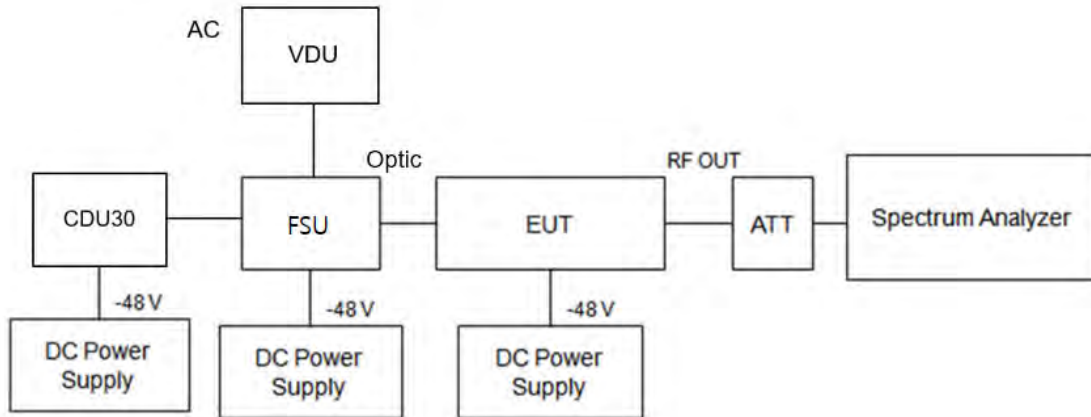 AC
VDU
Optic
RF OUT
CDU30
FSU
EUT
ATT
Spectrum Analyzer
-48 V
-48 V
-48 V
DC Power
Supply
DC Power
Supply
DC Power
Supply